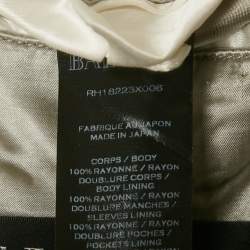 BAL
RH18223X006
FABRIQUE AU JAPON
MADE IN JAPAN
CORPS / BODY
100% RAYONNE / RAYON
DOUBLURE CORPS /
BODY LINING
100% RAYONNE / RAYON
DOUBLURE MANCHES /
SLEEVES LINING
100% RAYONNE / RAYON
DOUBLURE POCHES /
POCKETS LINING